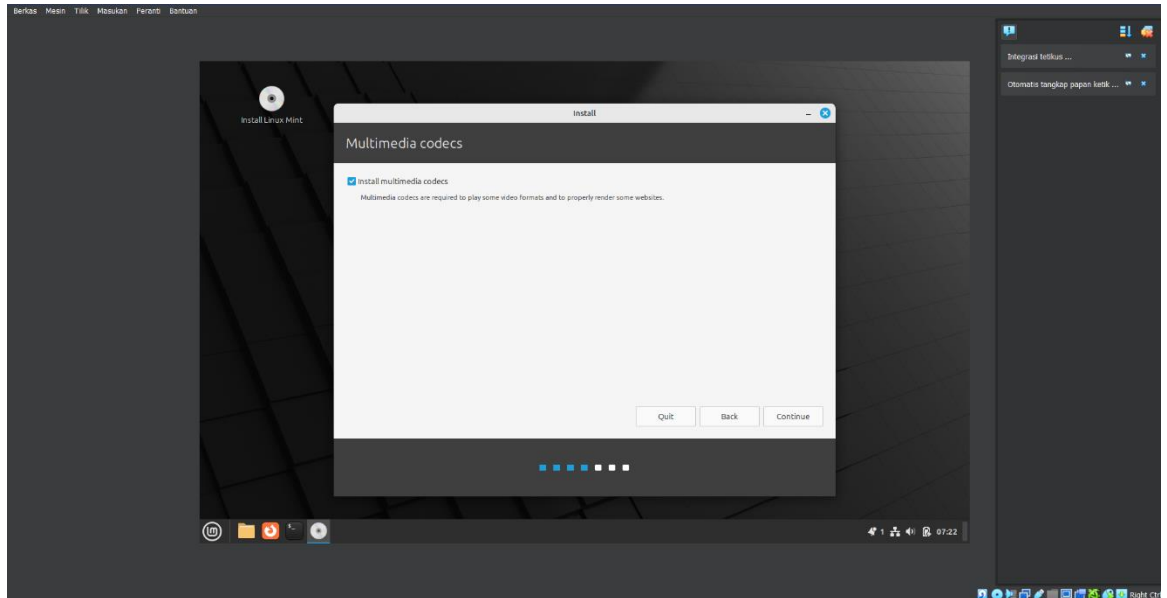 Berkas Mesin Tilik Masukan Peranti Bantuan
Integrasi tetikus ...
Otomatis tangkap papan ketik ...
Install Linux Mint
Install
Multimedia codecs
Install multimedia codecs
Multimedia codecs are required to play some video formats and to properly render some websites.
Quit Back Continue
1 07:22
Right Ctrl